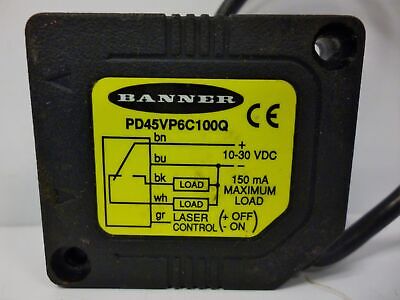 BANNER
CE
PD45VP6C100Q
bn +
10-30 VDC
bu -
bk LOAD 150 mA
MAXIMUM
wh LOAD LOAD
gr LASER (+ OFF)
CONTROL (- ON)